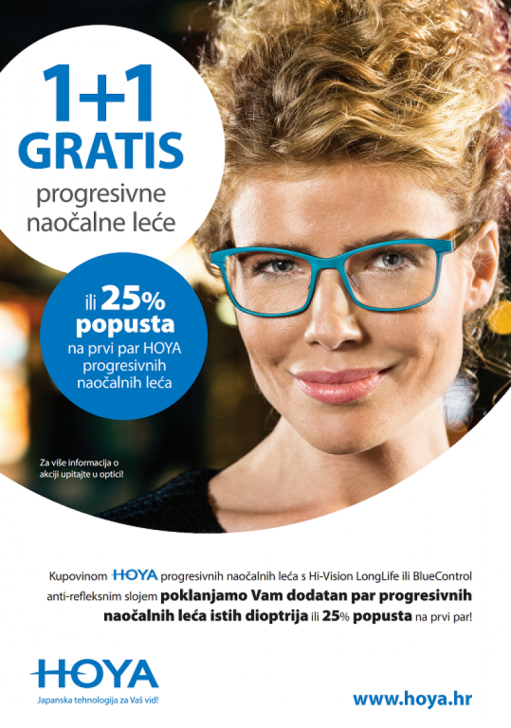 1+1
GRATIS
progresivne
naočalne leće
ili 25%
popusta
na prvi par HOYA
progresivnih
naočalnih leća
Za više informacija o
akciji upitajte u optici!
Kupovinom HOYA progresivnih naočalnih leća s Hi-Vision LongLife ili BlueControl
anti-refleksnim slojem poklanjamo Vam dodatan par progresivnih
naočalnih leća istih dioptrija ili 25% popusta na prvi par!
HOYA
Japanska tehnologija za Vaš vid!
www.hoya.hr